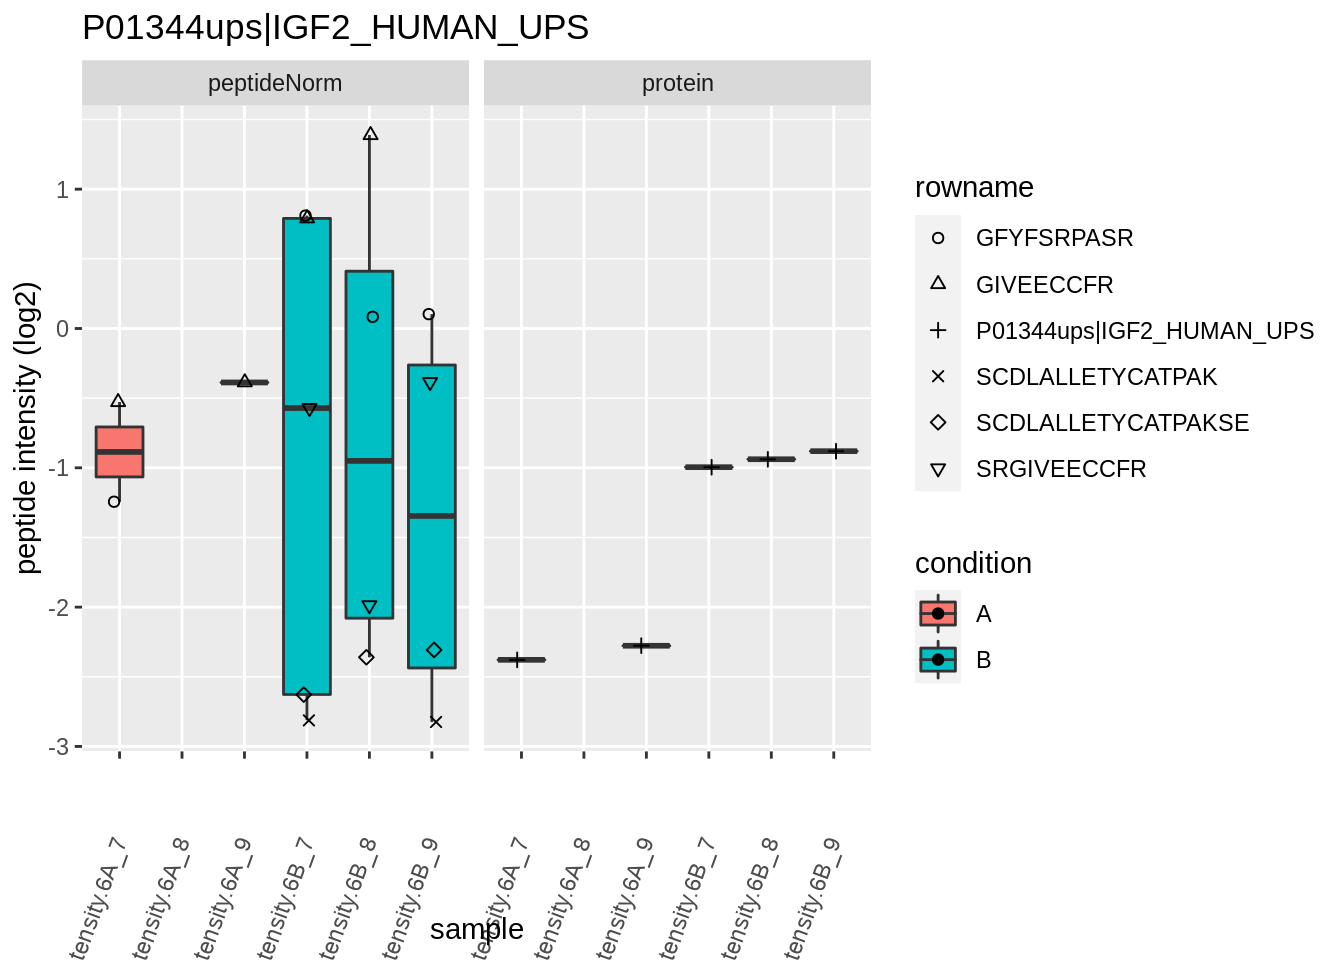 P01344ups|IGF2_HUMAN_UPS
peptideNorm
protein
peptide intensity (log2)
1
0
-1
-2
-3
tensity.6A_7
tensity.6A_8
tensity.6A_9
tensity.6B_7
tensity.6B_8
tensity.6B_9
tensity.6A_7
tensity.6A_8
tensity.6A_9
tensity.6B_7
tensity.6B_8
tensity.6B_9
sample
rowname
GFYFSRPASR
GIVEECCFR
P01344ups|IGF2_HUMAN_UPS
SCDLALLETYCATPAK
SCDLALLETYCATPAKSE
SRGIVEECCFR
condition
A
B